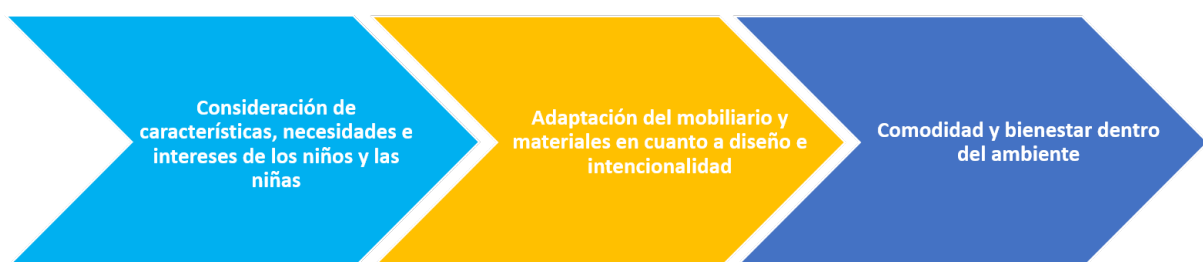 Consideración de
características, necesidades e
intereses de los niños y las
niñas
Adaptación del mobiliario y
materiales en cuanto a diseño e
intencionalidad
Comodidad y bienestar dentro
del ambiente